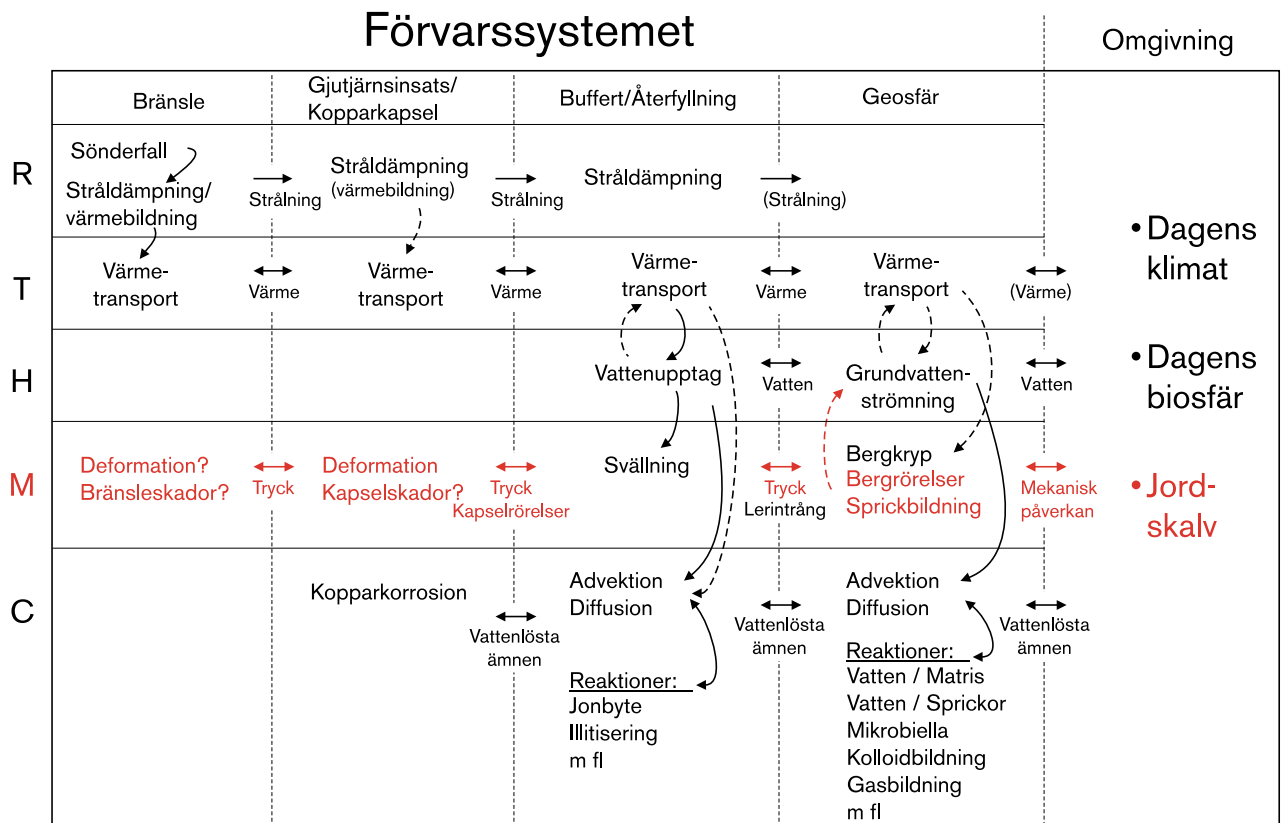 Förvarssystemet
Omgivning
Bränsle
Gjutjärnsinsats/
Kopparkapsel
Buffert/Återfyllning
Geosfär
R
Sönderfall
Stråldämpning/
värmebildning
Strålning
Stråldämpning
(värmebildning)
Strålning
Stråldämpning
(Strålning)
T
Värme-
transport
Värme
Värme-
transport
Värme
Värme-
transport
Värme
Värme-
transport
(Värme)
H
Vattenupptag
Vatten
Grundvatten-
strömning
Vatten
M
Deformation?
Bränsleskador?
Tryck
Deformation
Kapselskador?
Tryck
Kapselrörelser
Svällning
Tryck
Lerintrång
Bergkryp
Bergrörelser
Sprickbildning
Mekanisk
påverkan
C
Kopparkorrosion
Vattenlösta
ämnen
Advektion
Diffusion
Reaktioner:
Jonbyte
Illitisering
m fl
Vattenlösta
ämnen
Advektion
Diffusion
Reaktioner:
Vatten / Matris
Vatten / Sprickor
Mikrobiella
Kolloidbildning
Gasbildning
m fl
Vattenlösta
ämnen
• Dagens
klimat
• Dagens
biosfär
• Jord-
skalv